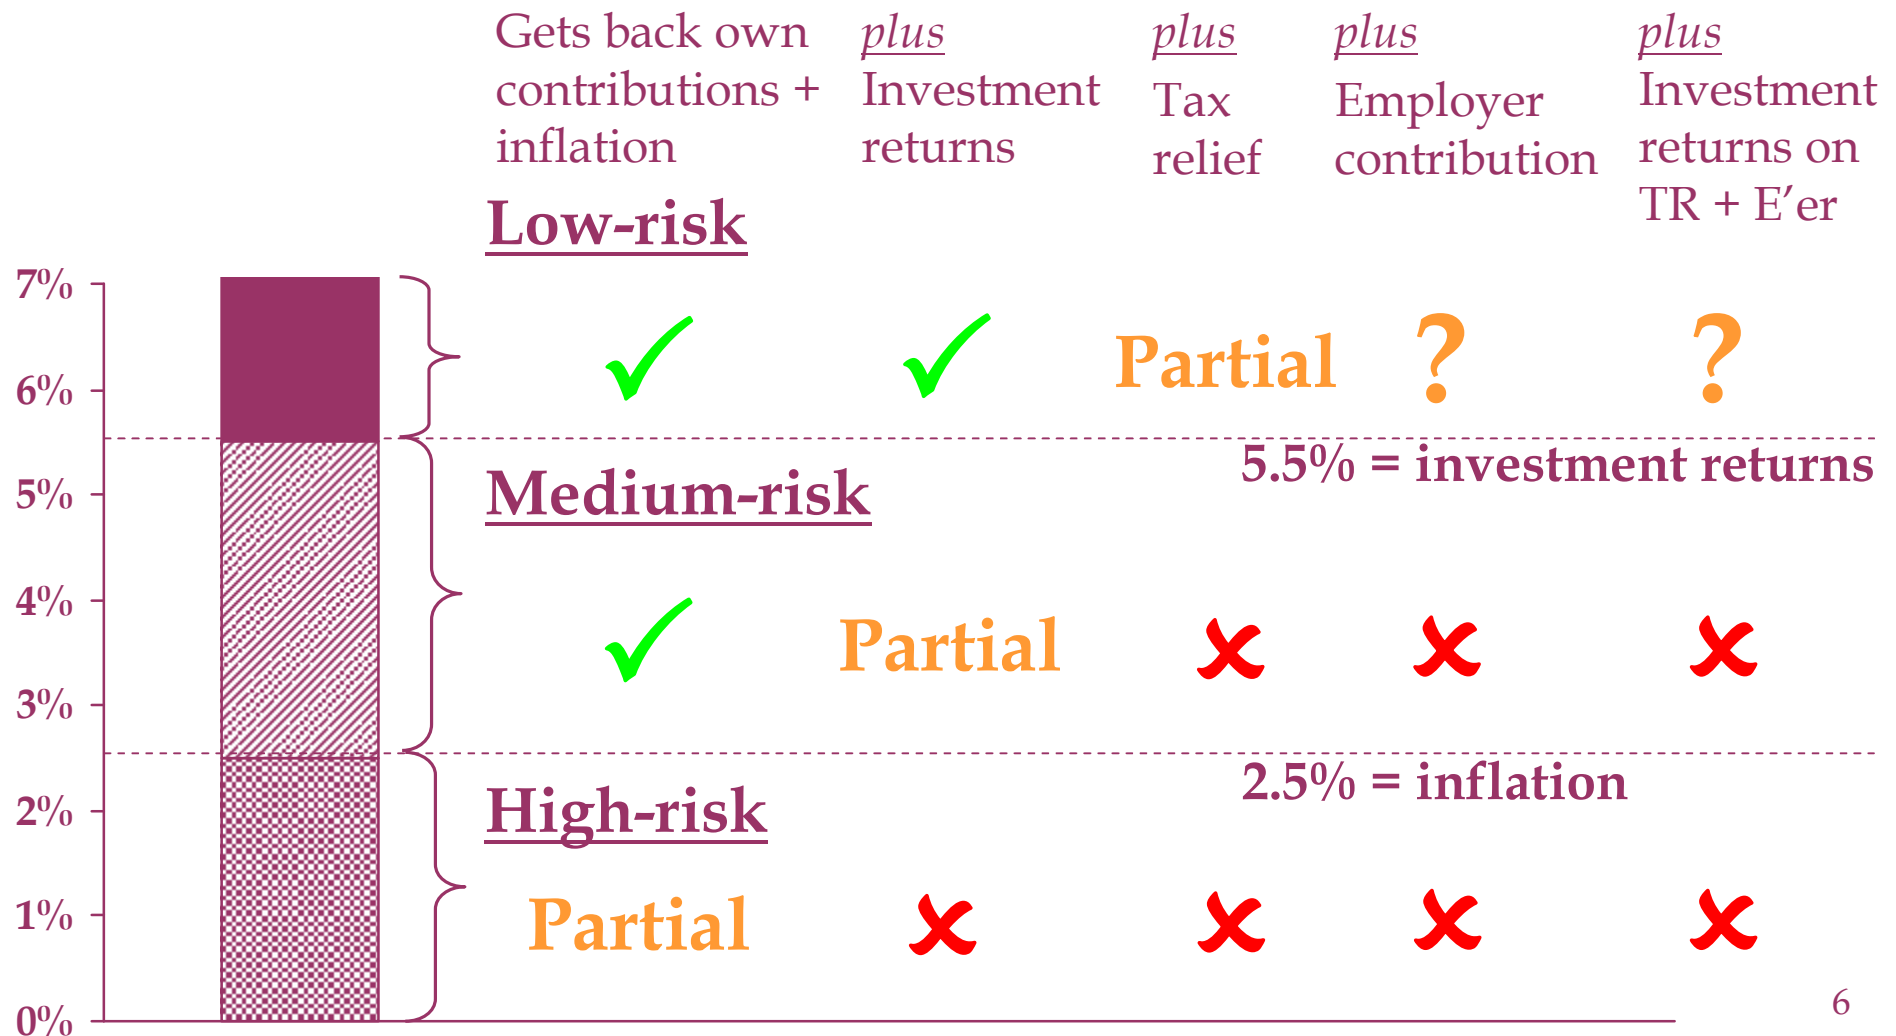 Gets back own
contributions +
inflation
plus
Investment
returns
plus
Tax
relief
plus
Employer
contribution
plus
Investment
returns on
TR + E’er
Low-risk
7%
6%
Partial
?
?
5.5% = investment returns
Medium-risk
5%
4%
Partial
3%
2.5% = inflation
High-risk
2%
1%
Partial
0%
6